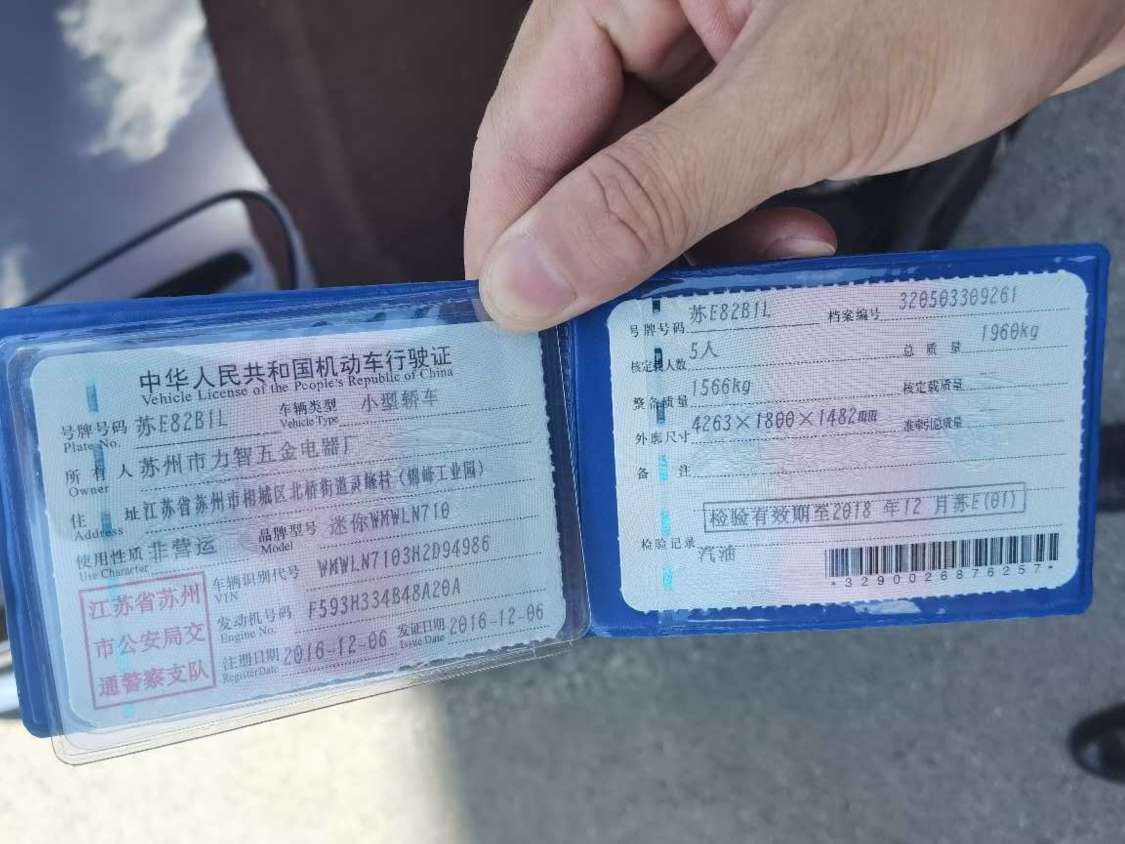 中华人民共和国机动车行驶证
Vehicle License of the People's Republic of China
号牌号码 苏E82B1L 车辆类型 小型轿车
Plate No. Vehicle Type
所有人 苏州市力智五金电器厂
Owner
住址 江苏省苏州市相城区北桥街道灵峰村（锦峰工业园）
Address
使用性质 非营运 品牌型号 迷你WMWLN710
Use Character Model
江苏省苏州
市公安局交
通警察支队
车辆识别代号 WMWLN7103H2D94986
VIN
发动机号码 F593H334B48A20A
Engine No.
注册日期 2016-12-06 发证日期 2016-12-06
Register Date Issue Date
号牌号码 苏E82B1L 档案编号 320503309261
核定载人数 5人 总质量 1960kg
整备质量 1566kg 核定载质量
外廓尺寸 4263×1800×1482mm 准牵引总质量
备注
检验有效期至2018 年12 月苏E(01)
检验记录
汽油
*3290026876257*